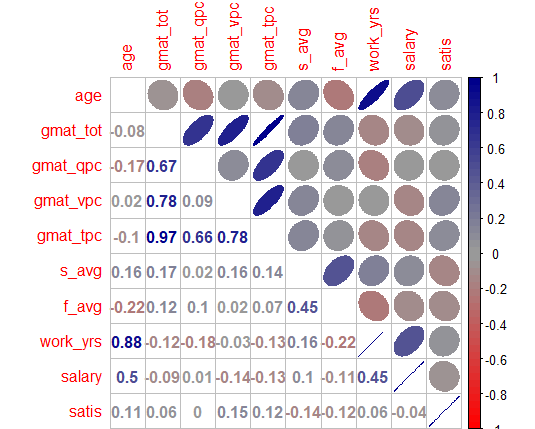 age gmat_tot gmat_qpc gmat_vpc gmat_tpc s_avg f_avg work_yrs salary satis
age
gmat_tot -0.08
gmat_qpc -0.17 0.67
gmat_vpc 0.02 0.78 0.09
gmat_tpc -0.1 0.97 0.66 0.78
s_avg 0.16 0.17 0.02 0.16 0.14
f_avg -0.22 0.12 0.1 0.02 0.07 0.45
work_yrs 0.88 -0.12 -0.18 -0.03 -0.13 0.16 -0.22
salary 0.5 -0.09 0.01 -0.14 -0.13 0.1 -0.11 0.45
satis 0.11 0.06 0 0.15 0.12 -0.14 -0.12 0.06 -0.04
1
0.8
0.6
0.4
0.2
0
-0.2
-0.4
-0.6
-0.8
-1